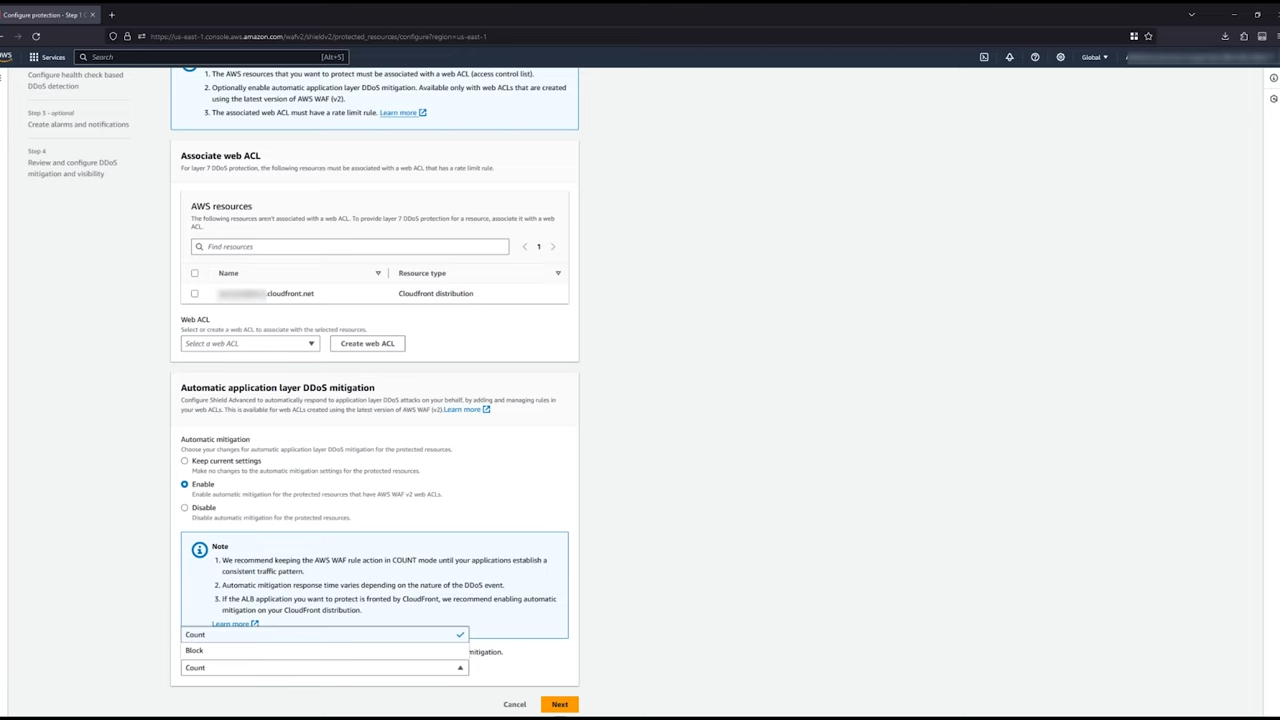 Configure protection - Step 1
https://us-east-1.console.aws.amazon.com/wafv2/shieldv2/protected_resources/configure?region=us-east-1
aws
Services
Search
[Alt+S]
Global
Configure health check based
DDoS detection
Step 3 - optional
Create alarms and notifications
Step 4
Review and configure DDoS
mitigation and visibility
1. The AWS resources that you want to protect must be associated with a web ACL (access control list).
2. Optionally enable automatic application layer DDoS mitigation. Available only with web ACLs that are created
using the latest version of AWS WAF (v2).
3. The associated web ACL must have a rate limit rule. Learn more
Associate web ACL
For layer 7 DDoS protection, the following resources must be associated with a web ACL that has a rate limit rule.
AWS resources
The following resources aren't associated with a web ACL. To provide layer 7 DDoS protection for a resource, associate it with a web
ACL.
Find resources
1
Name
Resource type
.cloudfront.net
Cloudfront distribution
Web ACL
Select or create a web ACL to associate with the selected resources.
Select a web ACL
Create web ACL
Automatic application layer DDoS mitigation
Configure Shield Advanced to automatically respond to application layer DDoS attacks on your behalf, by adding and managing rules in
your web ACLs. This is available for web ACLs created using the latest version of AWS WAF (v2).Learn more
Automatic mitigation
Choose your changes for automatic application layer DDoS mitigation for the protected resources.
Keep current settings
Make no changes to the automatic mitigation settings for the protected resources.
Enable
Enable automatic mitigation for the protected resources that have AWS WAF v2 web ACLs.
Disable
Disable automatic mitigation for the protected resources.
Note
1. We recommend keeping the AWS WAF rule action in COUNT mode until your applications establish a
consistent traffic pattern.
2. Automatic mitigation response time varies depending on the nature of the DDoS event.
3. If the ALB application you want to protect is fronted by CloudFront, we recommend enabling automatic
mitigation on your CloudFront distribution.
Learn more
Count
Block
mitigation.
Count
Cancel
Next